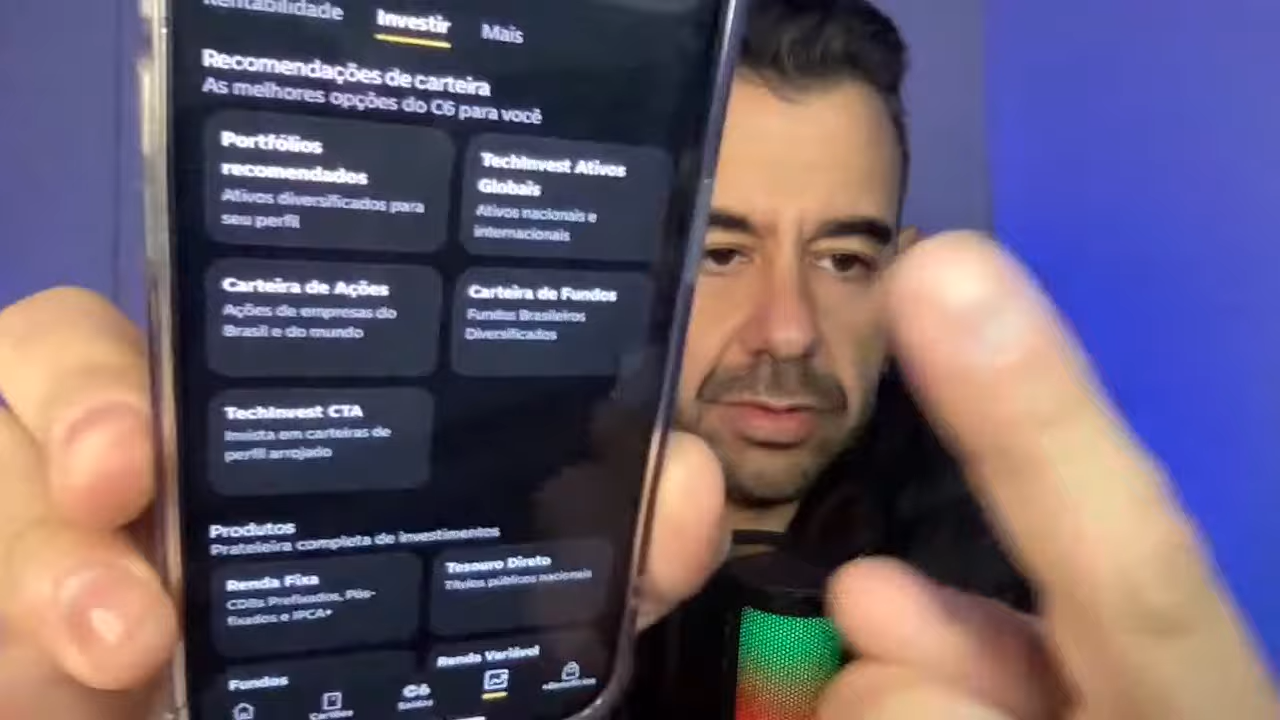 Rentabilidade
Investir
Mais
Recomendações de carteira
As melhores opções do C6 para você
Portfólios
recomendados
Ativos diversificados para
seu perfil
TechInvest Ativos
Globais
Ativos nacionais e
internacionais
Carteira de Ações
Ações de empresas do
Brasil e do mundo
Carteira de Fundos
Fundos Brasileiros
Diversificados
TechInvest CTA
Invista em carteiras de
perfil arrojado
Produtos
Prateleira completa de investimentos
Renda Fixa
CDBs Prefixados, Pós-
fixados e IPCA+
Tesouro Direto
Títulos públicos nacionais
Fundos
Renda Variável
Cartões